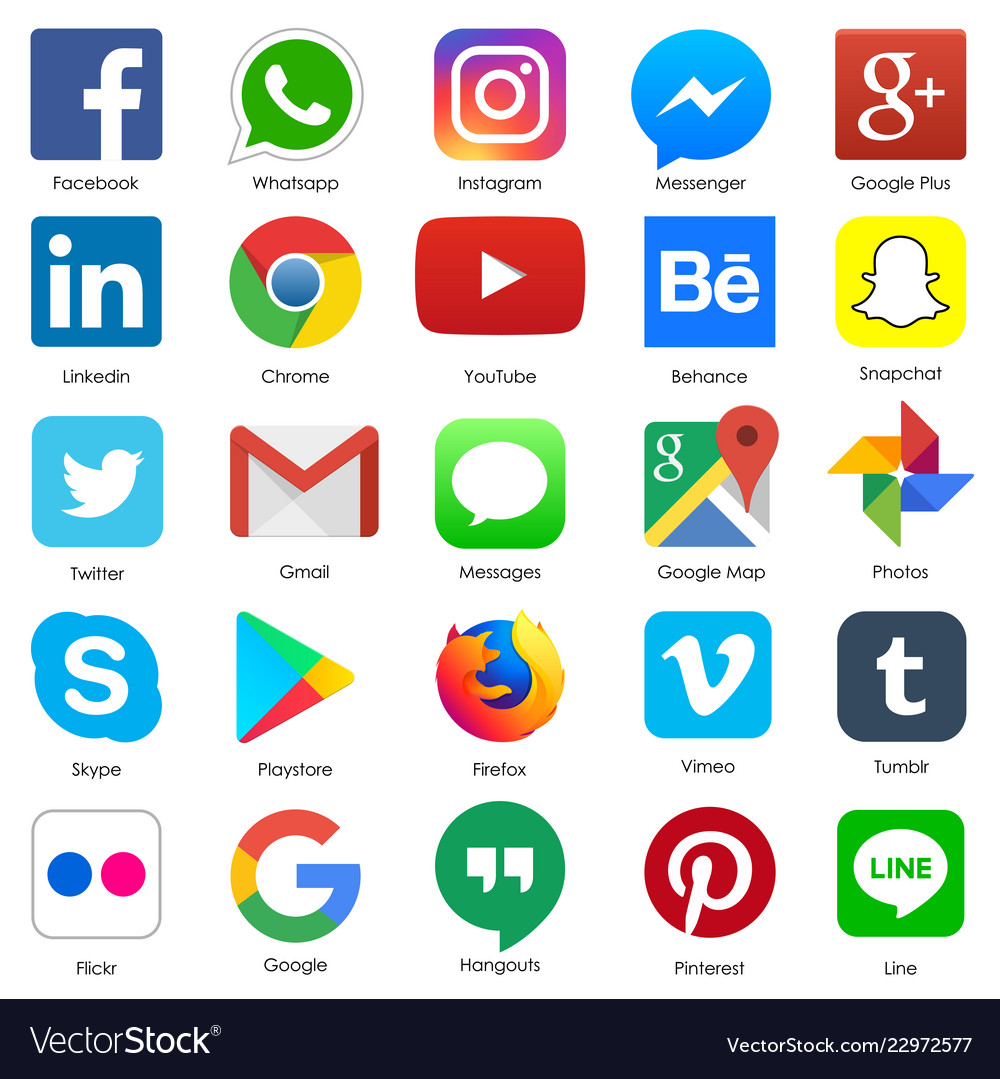 f
g+
Facebook Whatsapp Instagram Messenger Google Plus
in
Bē
Linkedin Chrome YouTube Behance Snapchat
g
Twitter Gmail Messages Google Map Photos
S
v
t
Skype Playstore Firefox Vimeo Tumblr
G
P
LINE
Flickr Google Hangouts Pinterest Line
VectorStock® VectorStock.com/22972577